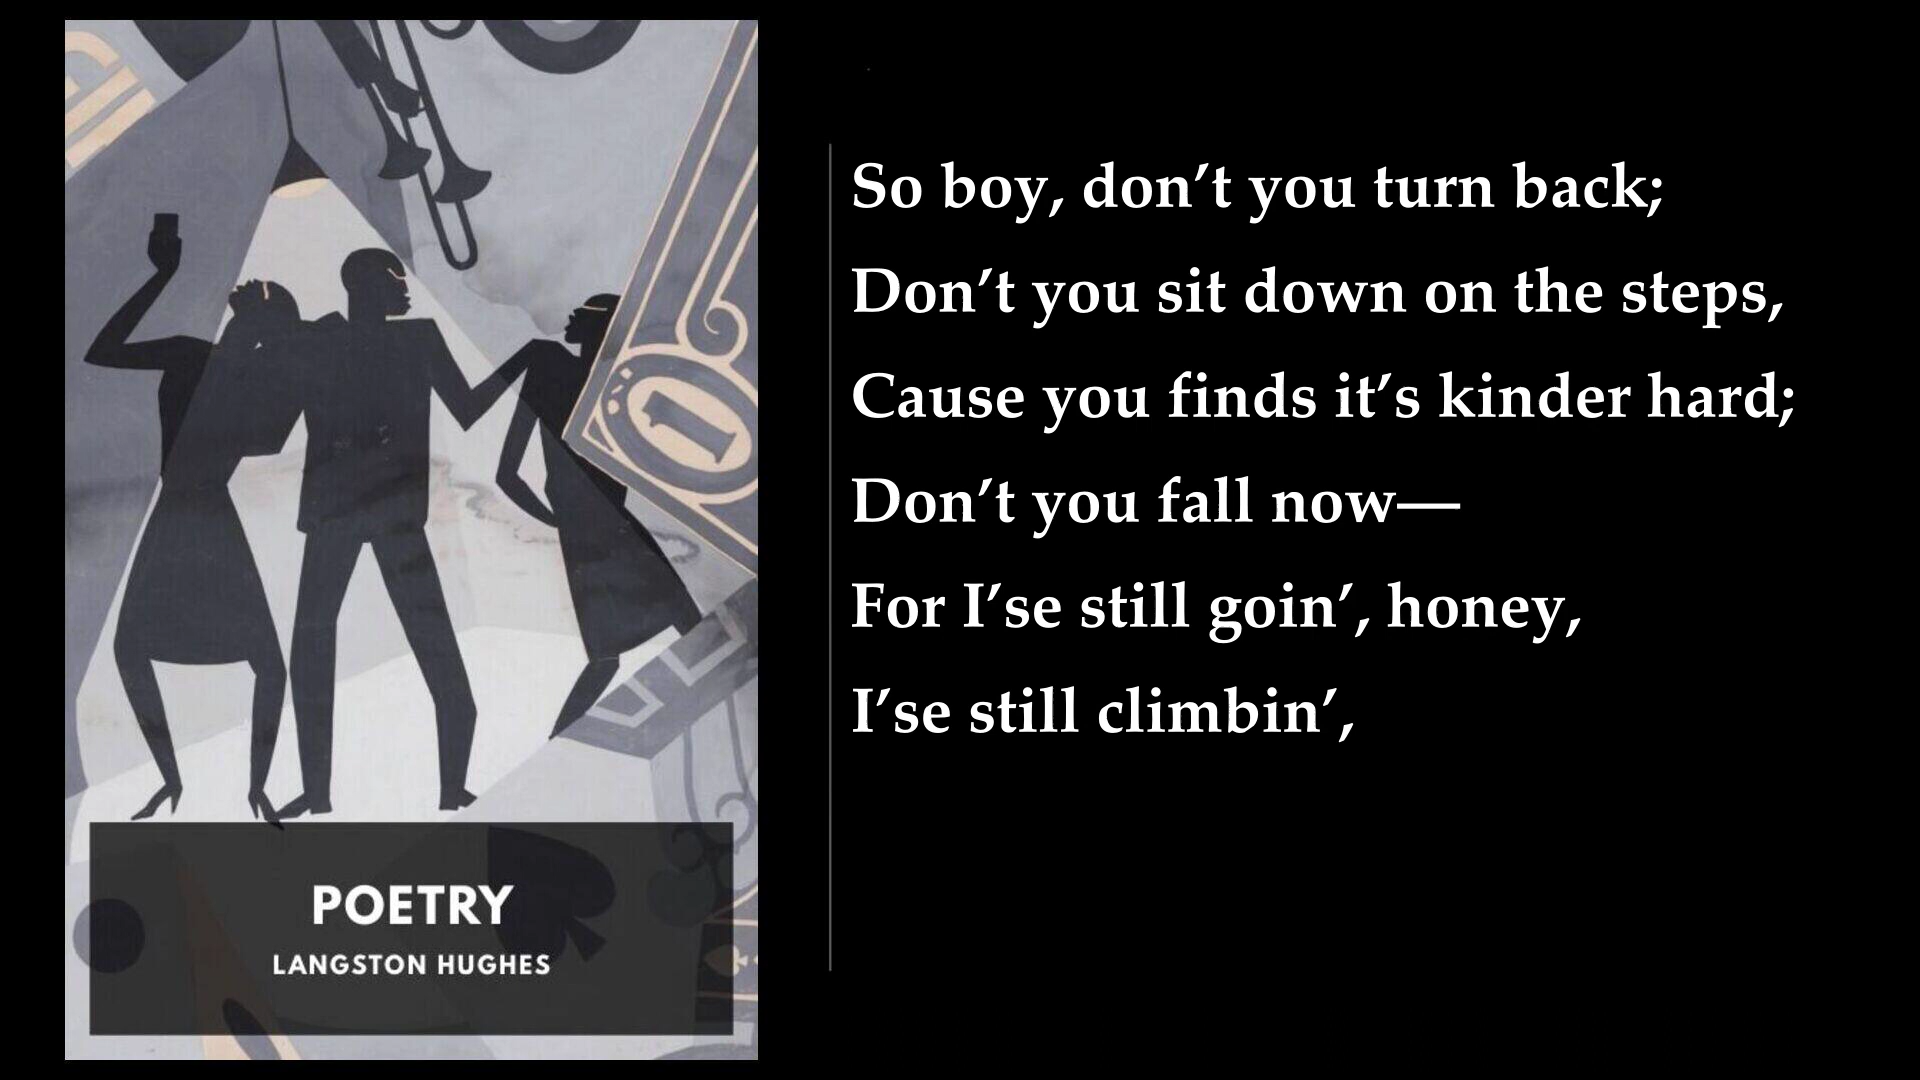 So boy, don’t you turn back;
Don’t you sit down on the steps,
Cause you finds it’s kinder hard;
Don’t you fall now—
For I’se still goin’, honey,
I’se still climbin’,
1
POETRY
LANGSTON HUGHES